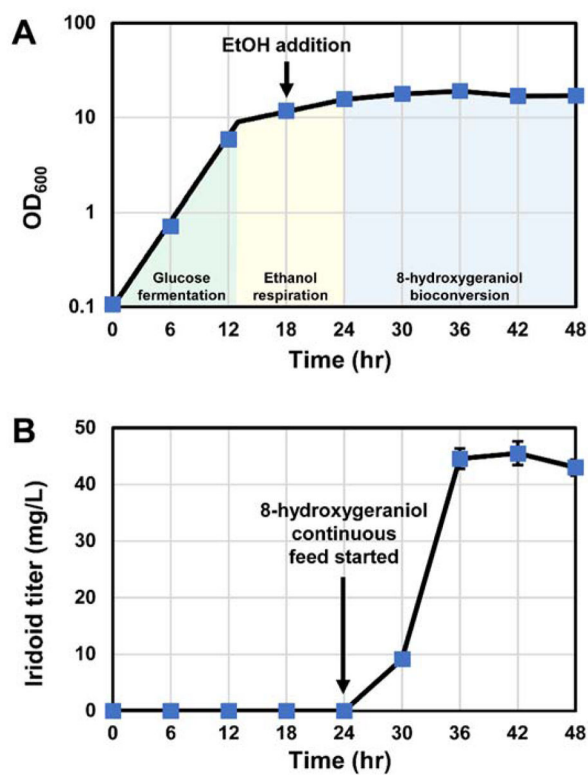 A
100
EtOH addition
10
OD600
1
Glucose
fermentation
Ethanol
respiration
8-hydroxygeraniol
bioconversion
0.1
0 6 12 18 24 30 36 42 48
Time (hr)
B
50
40
8-hydroxygeraniol
continuous
feed started
30
Iridoid titer (mg/L)
20
10
0
0 6 12 18 24 30 36 42 48
Time (hr)